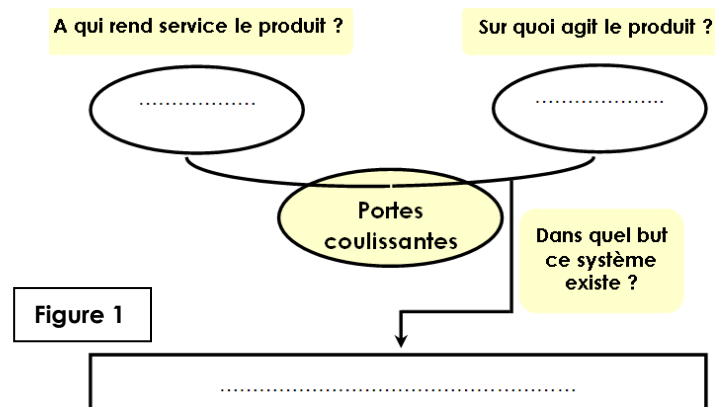 A qui rend service le produit ?
Sur quoi agit le produit ?
..................
....................
Portes
coulissantes
Dans quel but
ce système
existe ?
Figure 1
......................................................